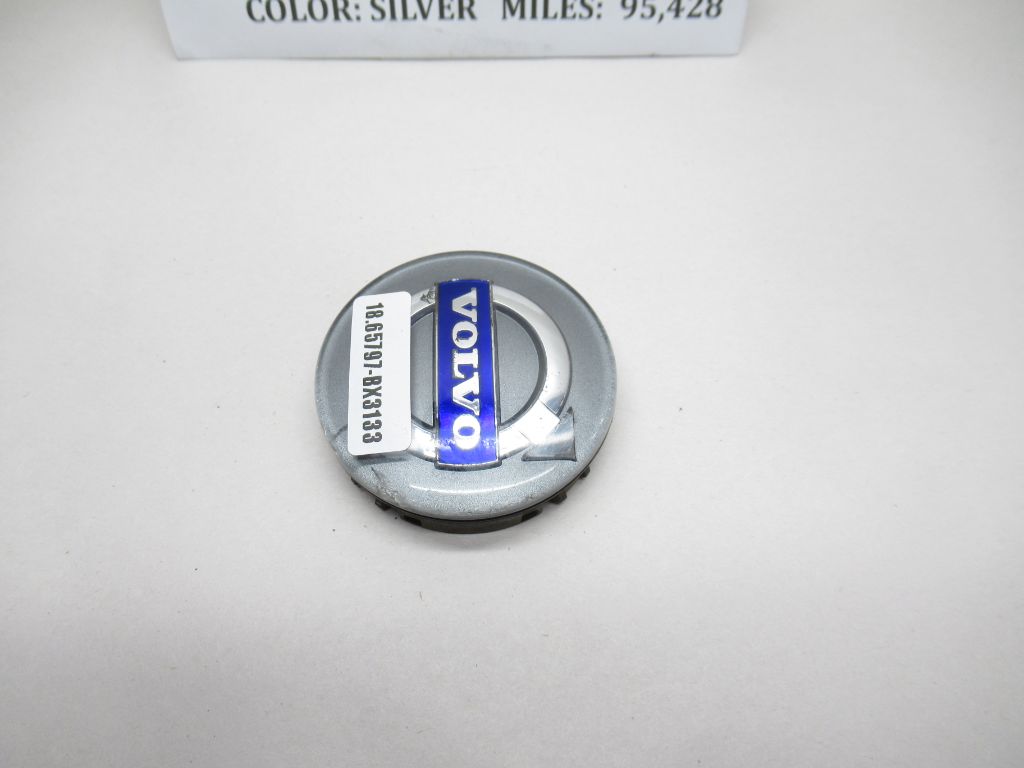 COLOR: SILVER MILES: 95,428
18.65797-BX3133
VOLVO